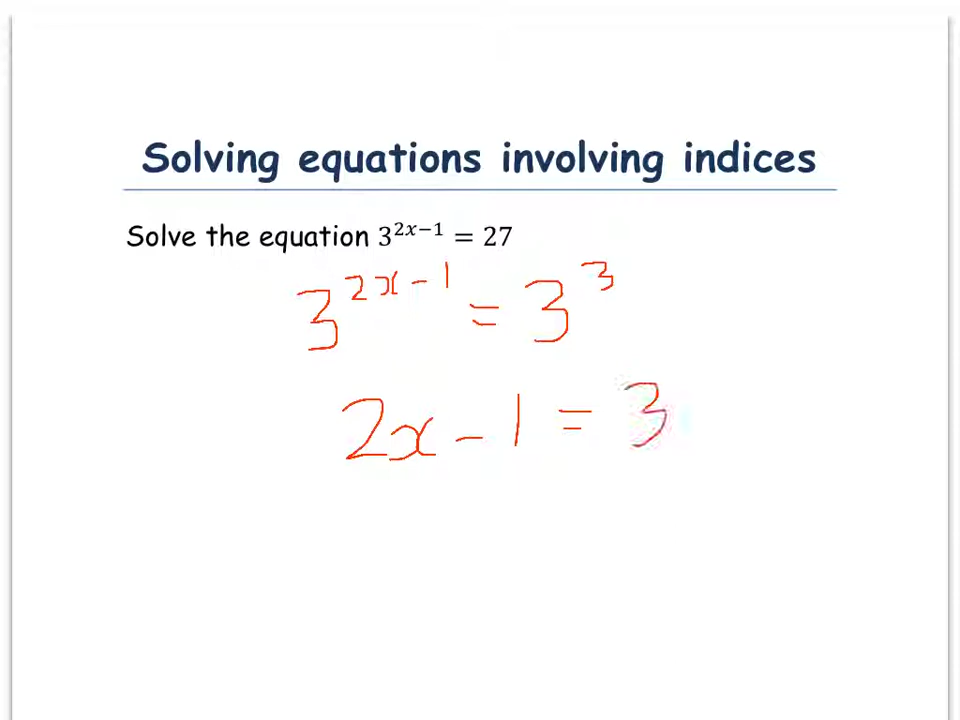 Solving equations involving indices
Solve the equation 3^{2x−1} = 27
3^{2x−1} = 3^3
2x − 1 = 3